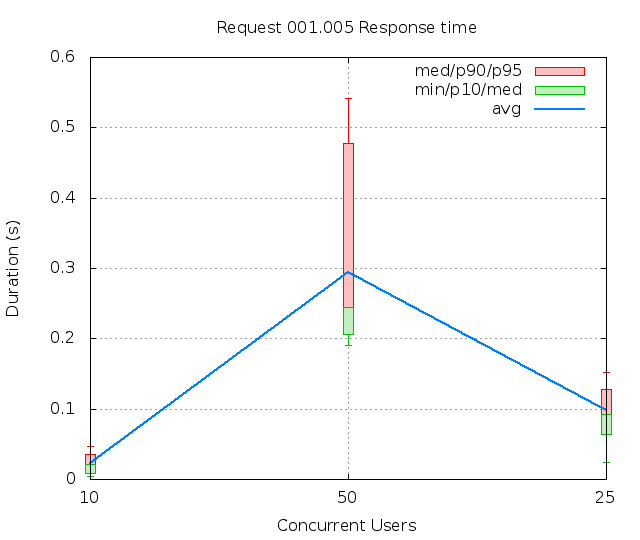 Request 001.005 Response time
med/p90/p95
min/p10/med
avg
0.6
0.5
0.4
0.3
0.2
0.1
0
Duration (s)
10 50 25
Concurrent Users